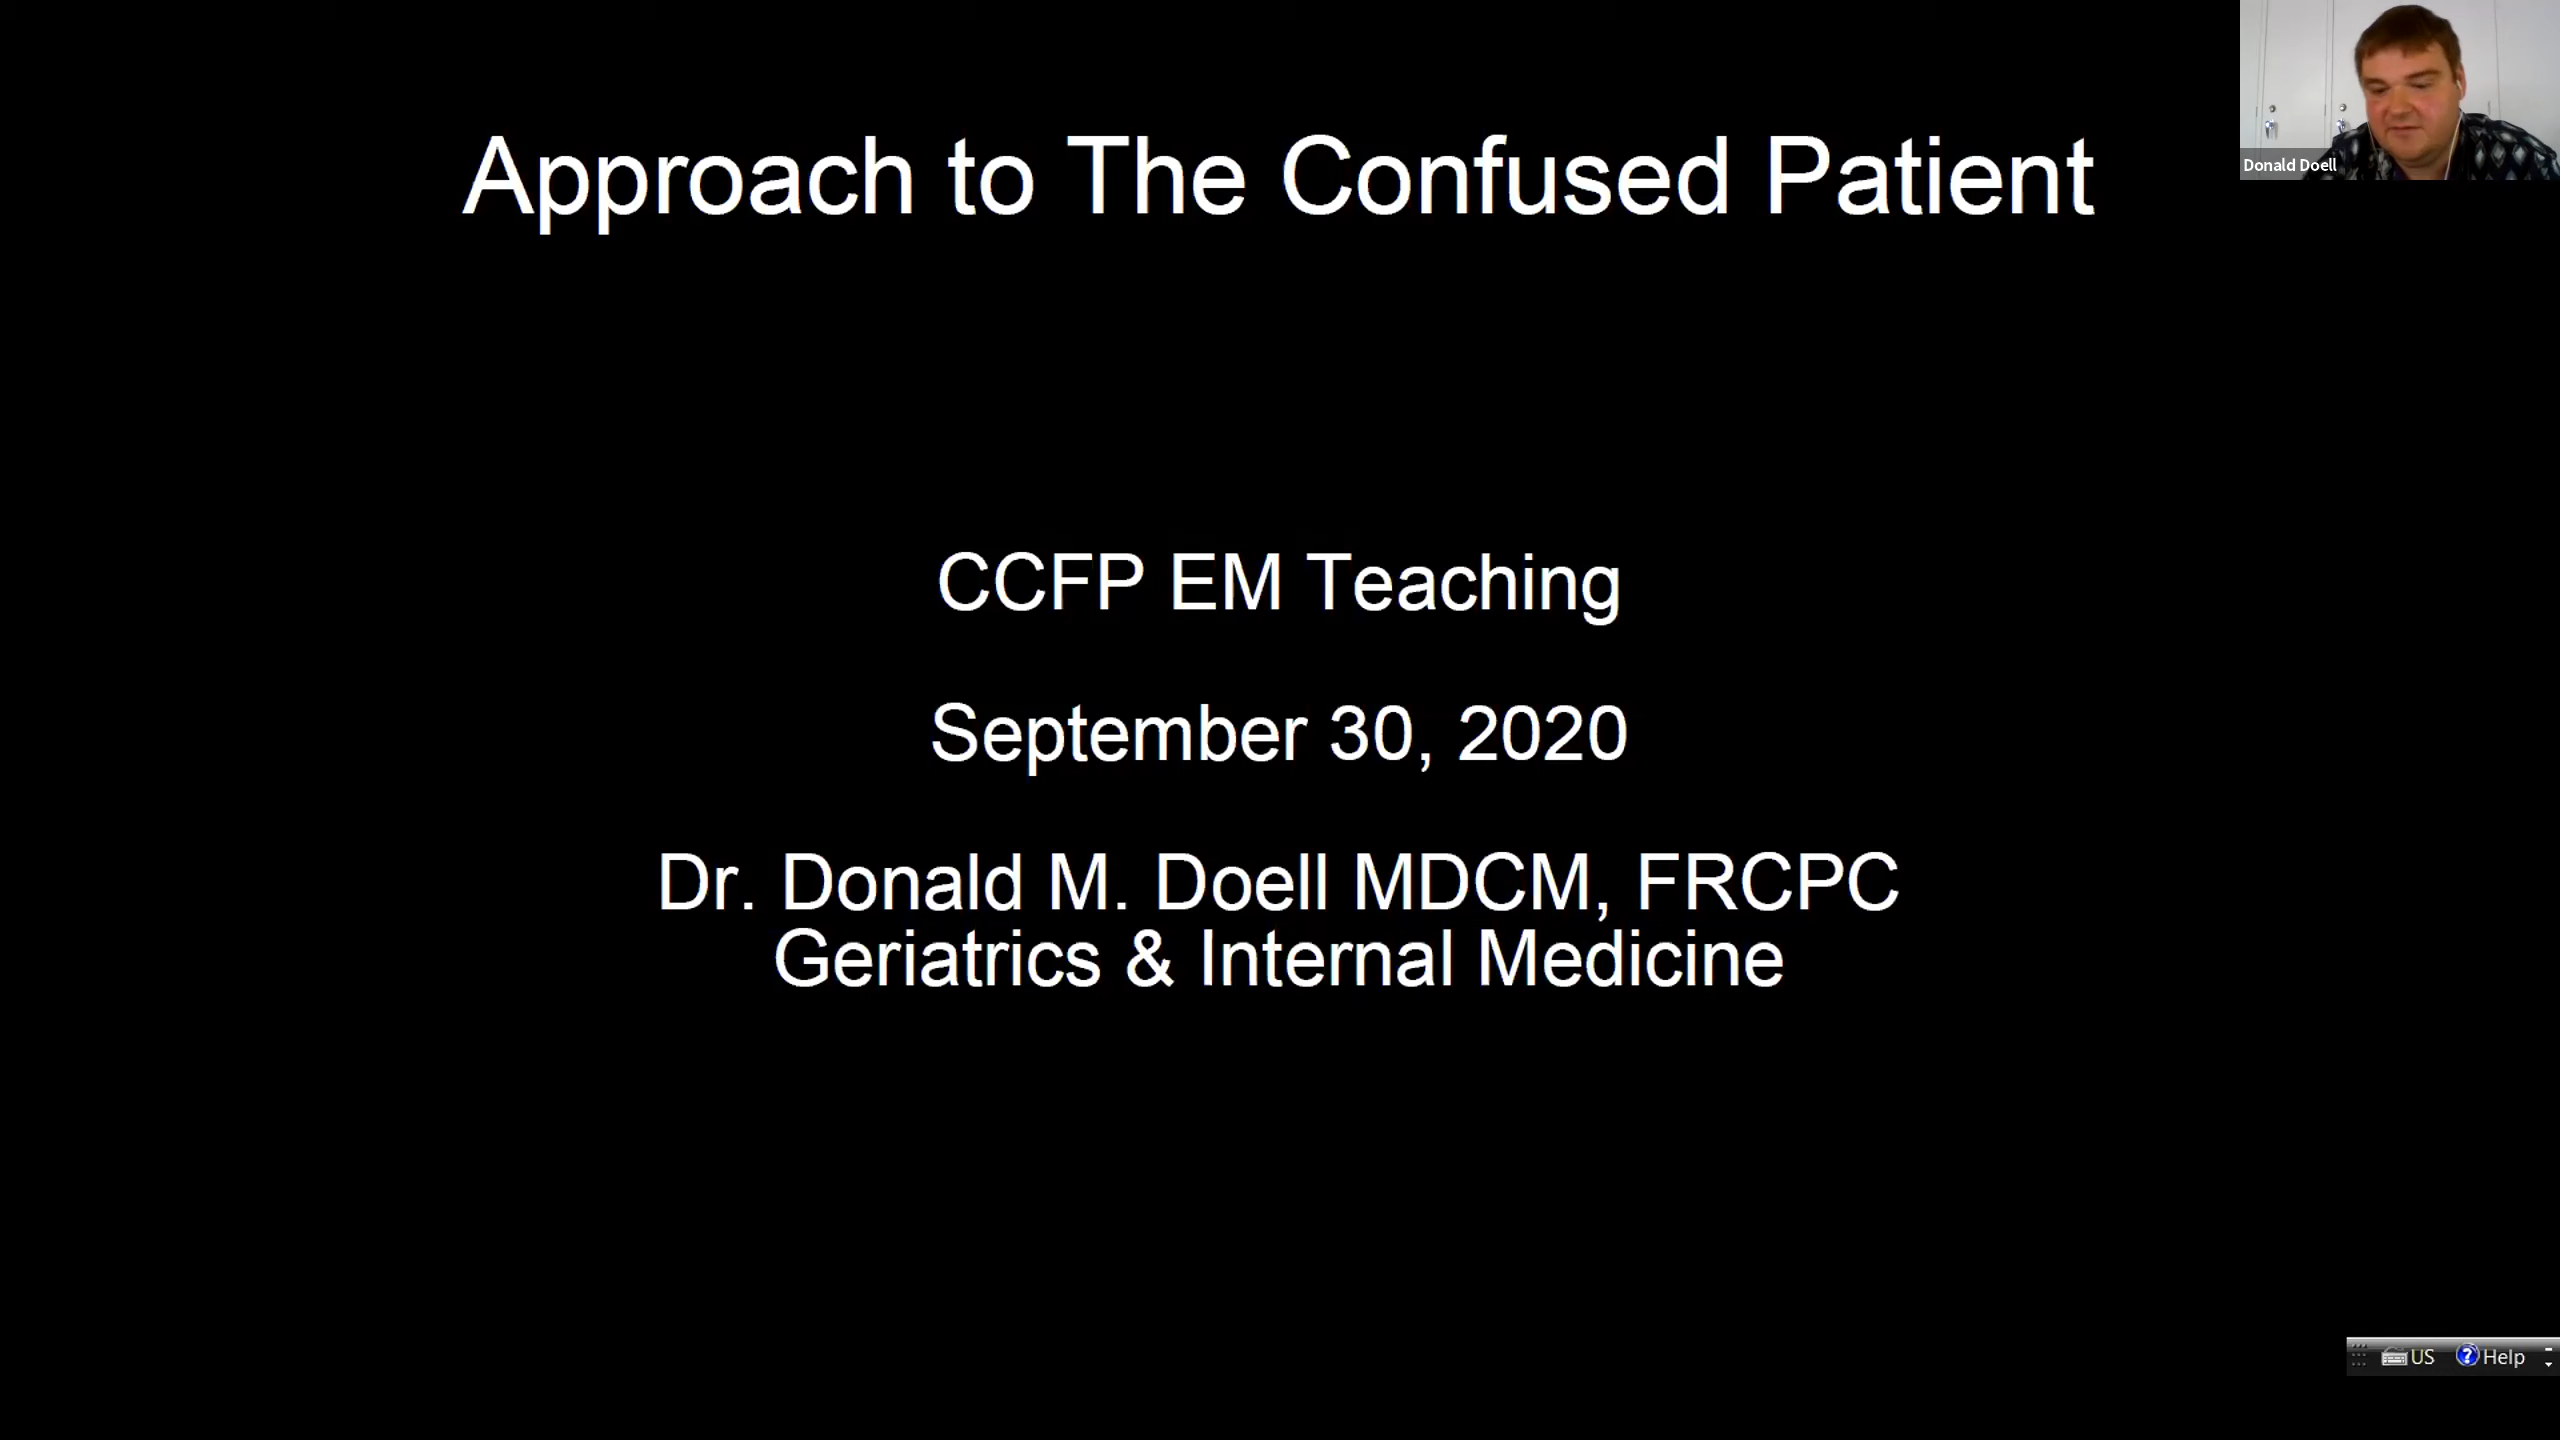 Approach to The Confused Patient
Donald Doell
CCFP EM Teaching
September 30, 2020
Dr. Donald M. Doell MDCM, FRCPC
Geriatrics & Internal Medicine
US Help